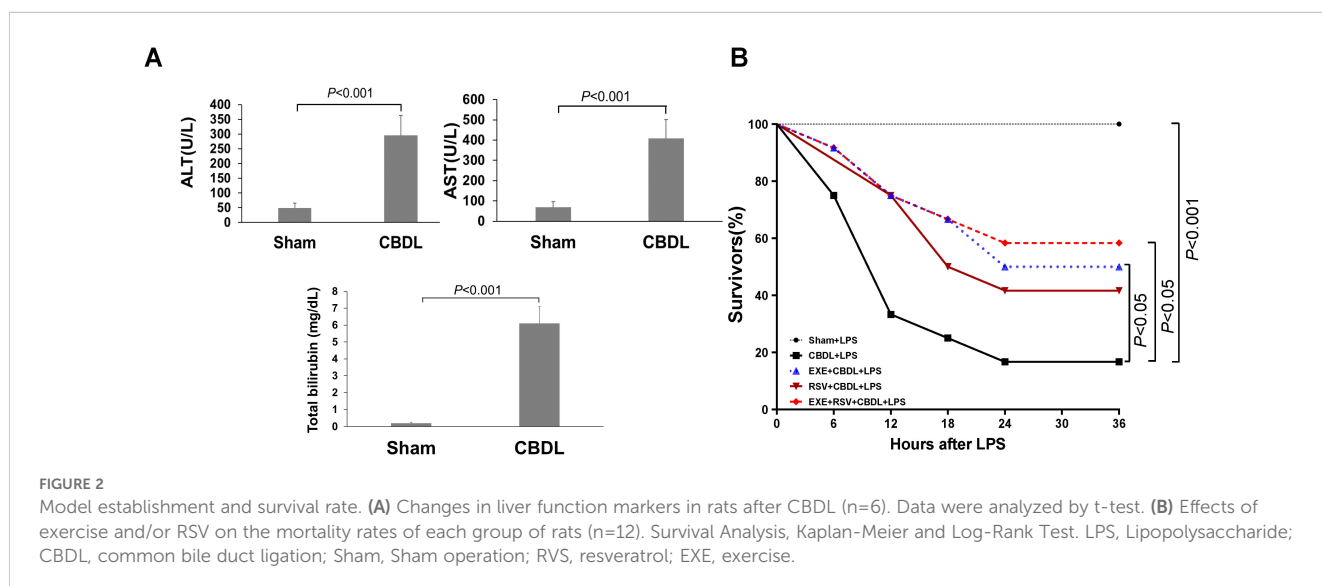 A
P<0.001
ALT(U/L)
400
350
300
250
200
150
100
50
0
Sham CBDL
P<0.001
AST(U/L)
600
500
400
300
200
100
0
Sham CBDL
P<0.001
Total bilirubin (mg/dL)
8
7
6
5
4
3
2
1
0
Sham CBDL
B
Survivors(%)
100
80
60
40
20
0
Sham+LPS
CBDL+LPS
EXE+CBDL+LPS
RSV+CBDL+LPS
EXE+RSV+CBDL+LPS
0 6 12 18 24 30 36
Hours after LPS
P<0.05
P<0.05
P<0.001
FIGURE 2
Model establishment and survival rate. (A) Changes in liver function markers in rats after CBDL (n=6). Data were analyzed by t-test. (B) Effects of
exercise and/or RSV on the mortality rates of each group of rats (n=12). Survival Analysis, Kaplan-Meier and Log-Rank Test. LPS, Lipopolysaccharide;
CBDL, common bile duct ligation; Sham, Sham operation; RVS, resveratrol; EXE, exercise.